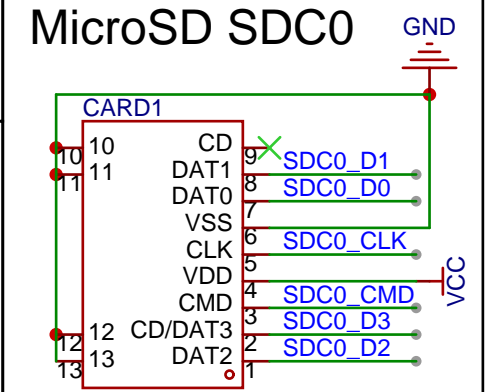 MicroSD SDC0
GND
CARD1
10 10 CD 9
11 11 DAT1 8 SDC0_D1
DAT0 7 SDC0_D0
VSS 6
CLK 5 SDC0_CLK
VDD 4 VCC
CMD 3 SDC0_CMD
12 12 CD/DAT3 2 SDC0_D3
13 13 DAT2 1 SDC0_D2